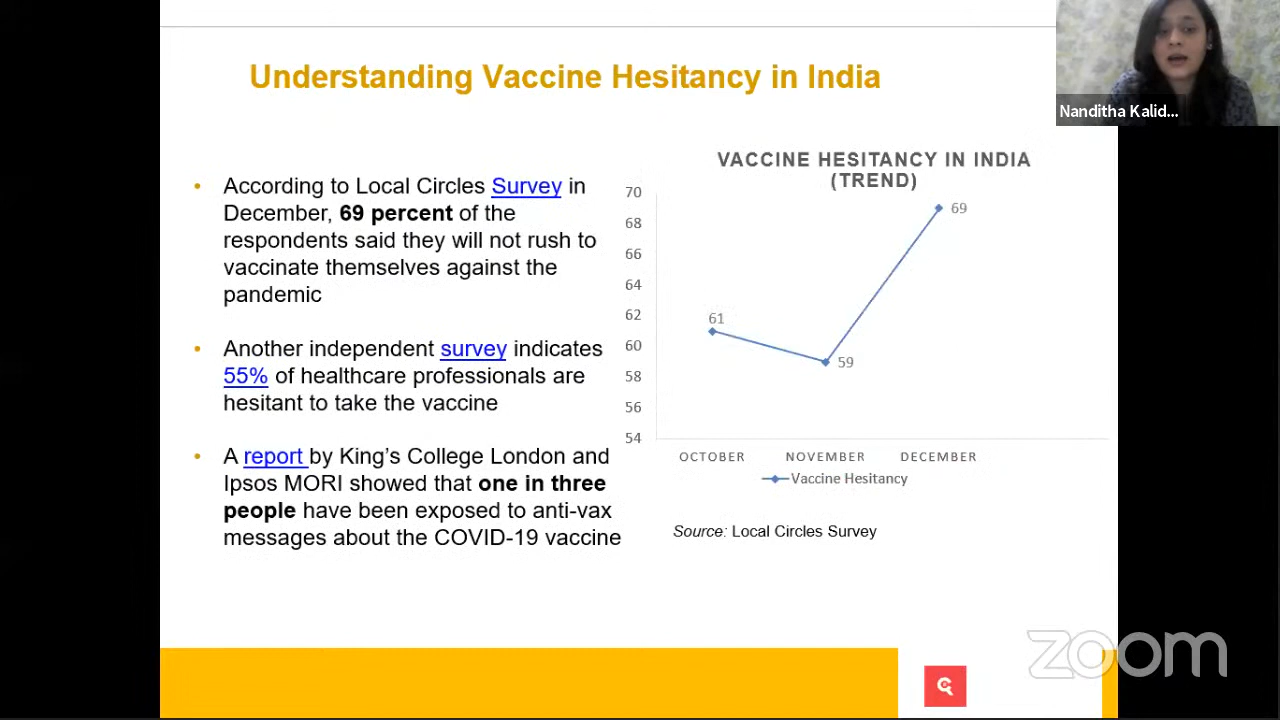 Understanding Vaccine Hesitancy in India
Nanditha Kalid...
• According to Local Circles Survey in
December, 69 percent of the
respondents said they will not rush to
vaccinate themselves against the
pandemic
• Another independent survey indicates
55% of healthcare professionals are
hesitant to take the vaccine
• A report by King's College London and
Ipsos MORI showed that one in three
people have been exposed to anti-vax
messages about the COVID-19 vaccine
VACCINE HESITANCY IN INDIA
(TREND)
70
68
66
64
62
60
58
56
54
61
59
69
OCTOBER NOVEMBER DECEMBER
Vaccine Hesitancy
Source: Local Circles Survey
zoom